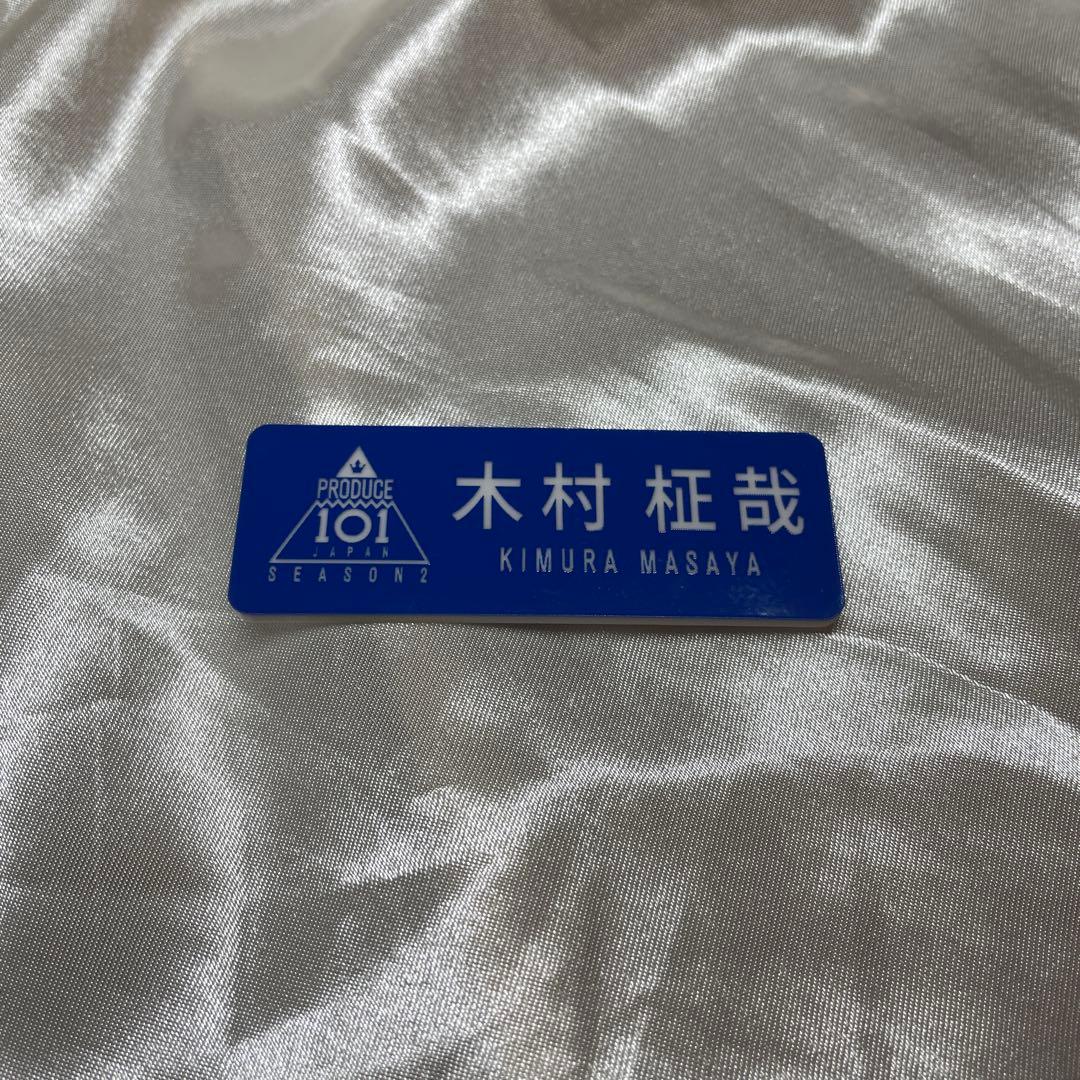 PRODUCE
101
JAPAN
SEASON2
木村 柾哉
KIMURA MASAYA